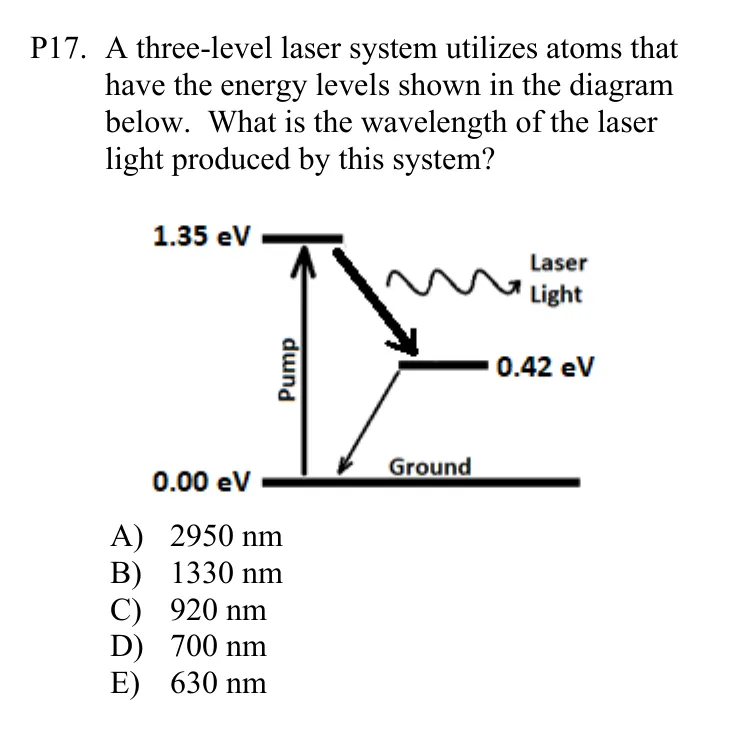 P17. A three-level laser system utilizes atoms that
have the energy levels shown in the diagram
below. What is the wavelength of the laser
light produced by this system?
1.35 eV
Laser
Light
Pump
0.42 eV
Ground
0.00 eV
A) 2950 nm
B) 1330 nm
C) 920 nm
D) 700 nm
E) 630 nm